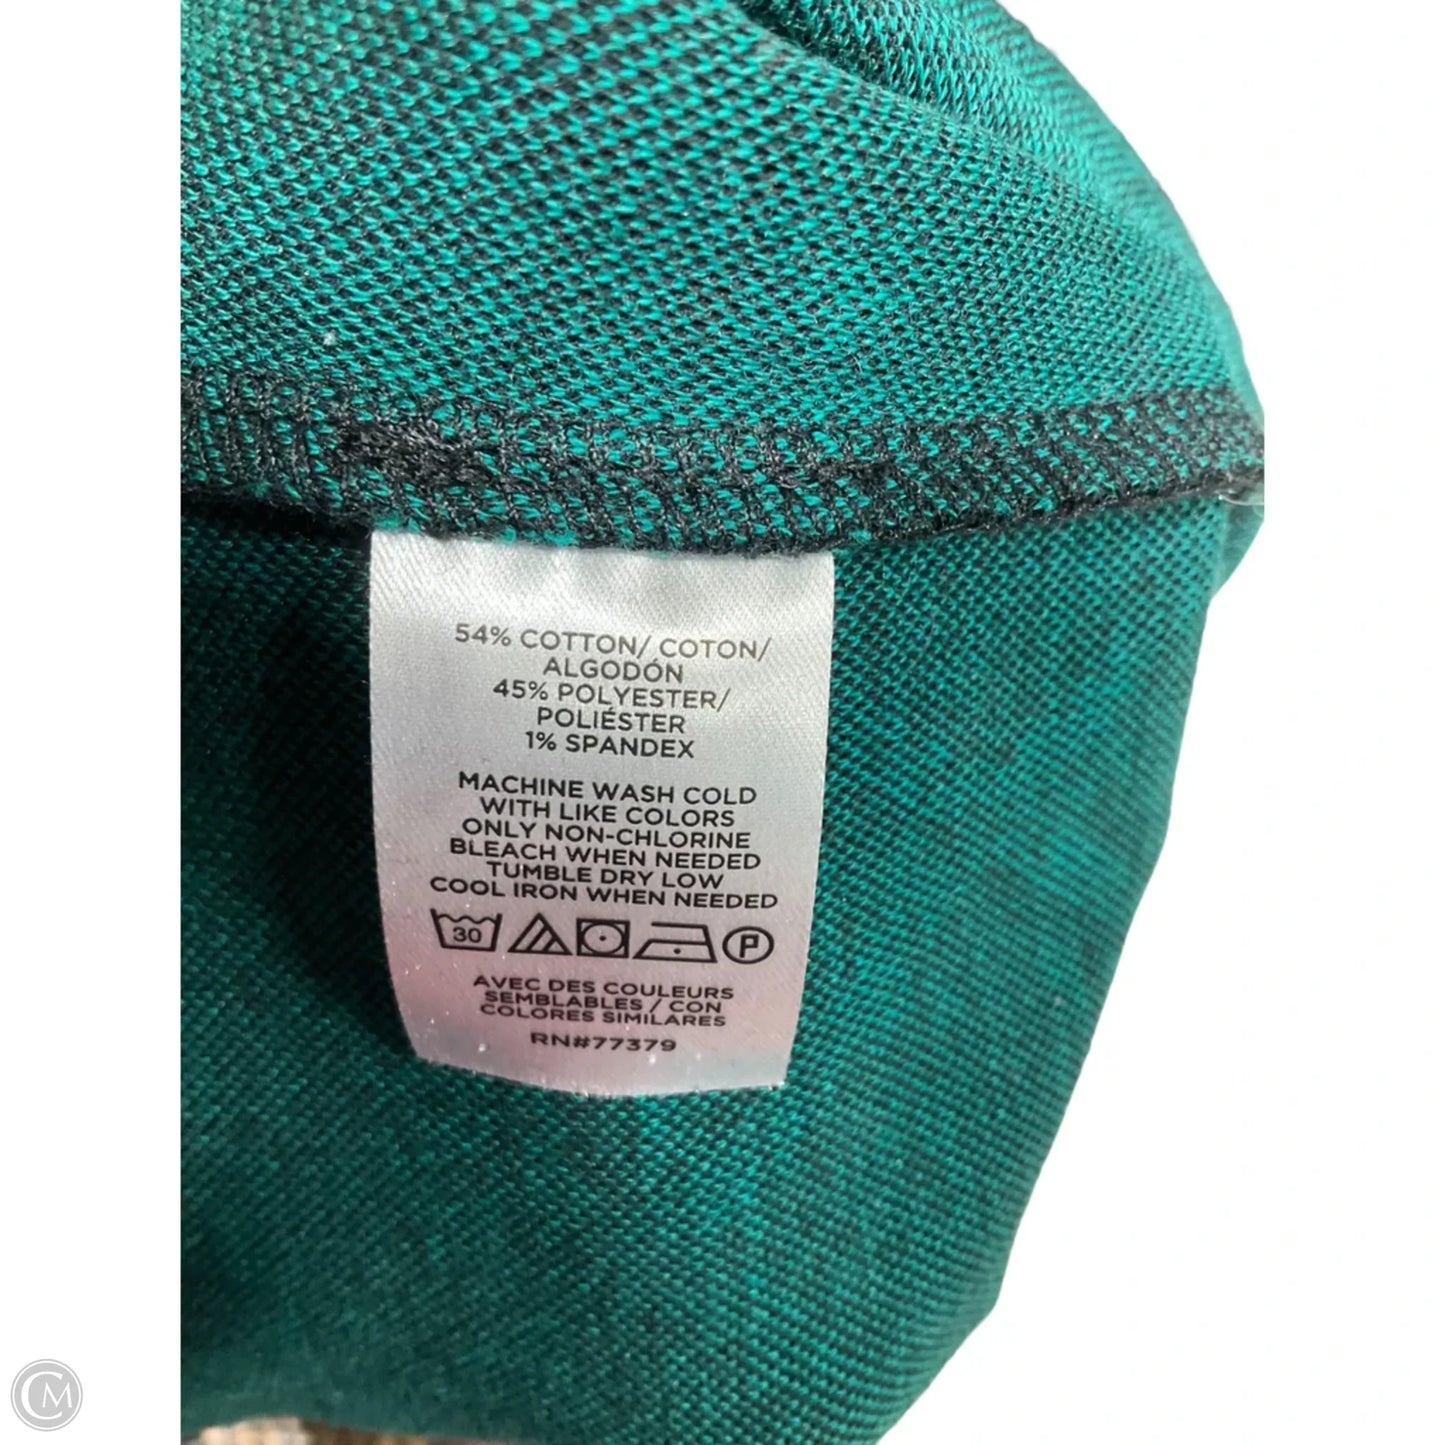 54% COTTON/ COTON/
ALGODÓN
45% POLYESTER/
POLIÉSTER
1% SPANDEX
MACHINE WASH COLD
WITH LIKE COLORS
ONLY NON-CHLORINE
BLEACH WHEN NEEDED
TUMBLE DRY LOW
COOL IRON WHEN NEEDED
30 P
AVEC DES COULEURS
SEMBLABLES / CON
COLORES SIMILARES
RN#77379
CM